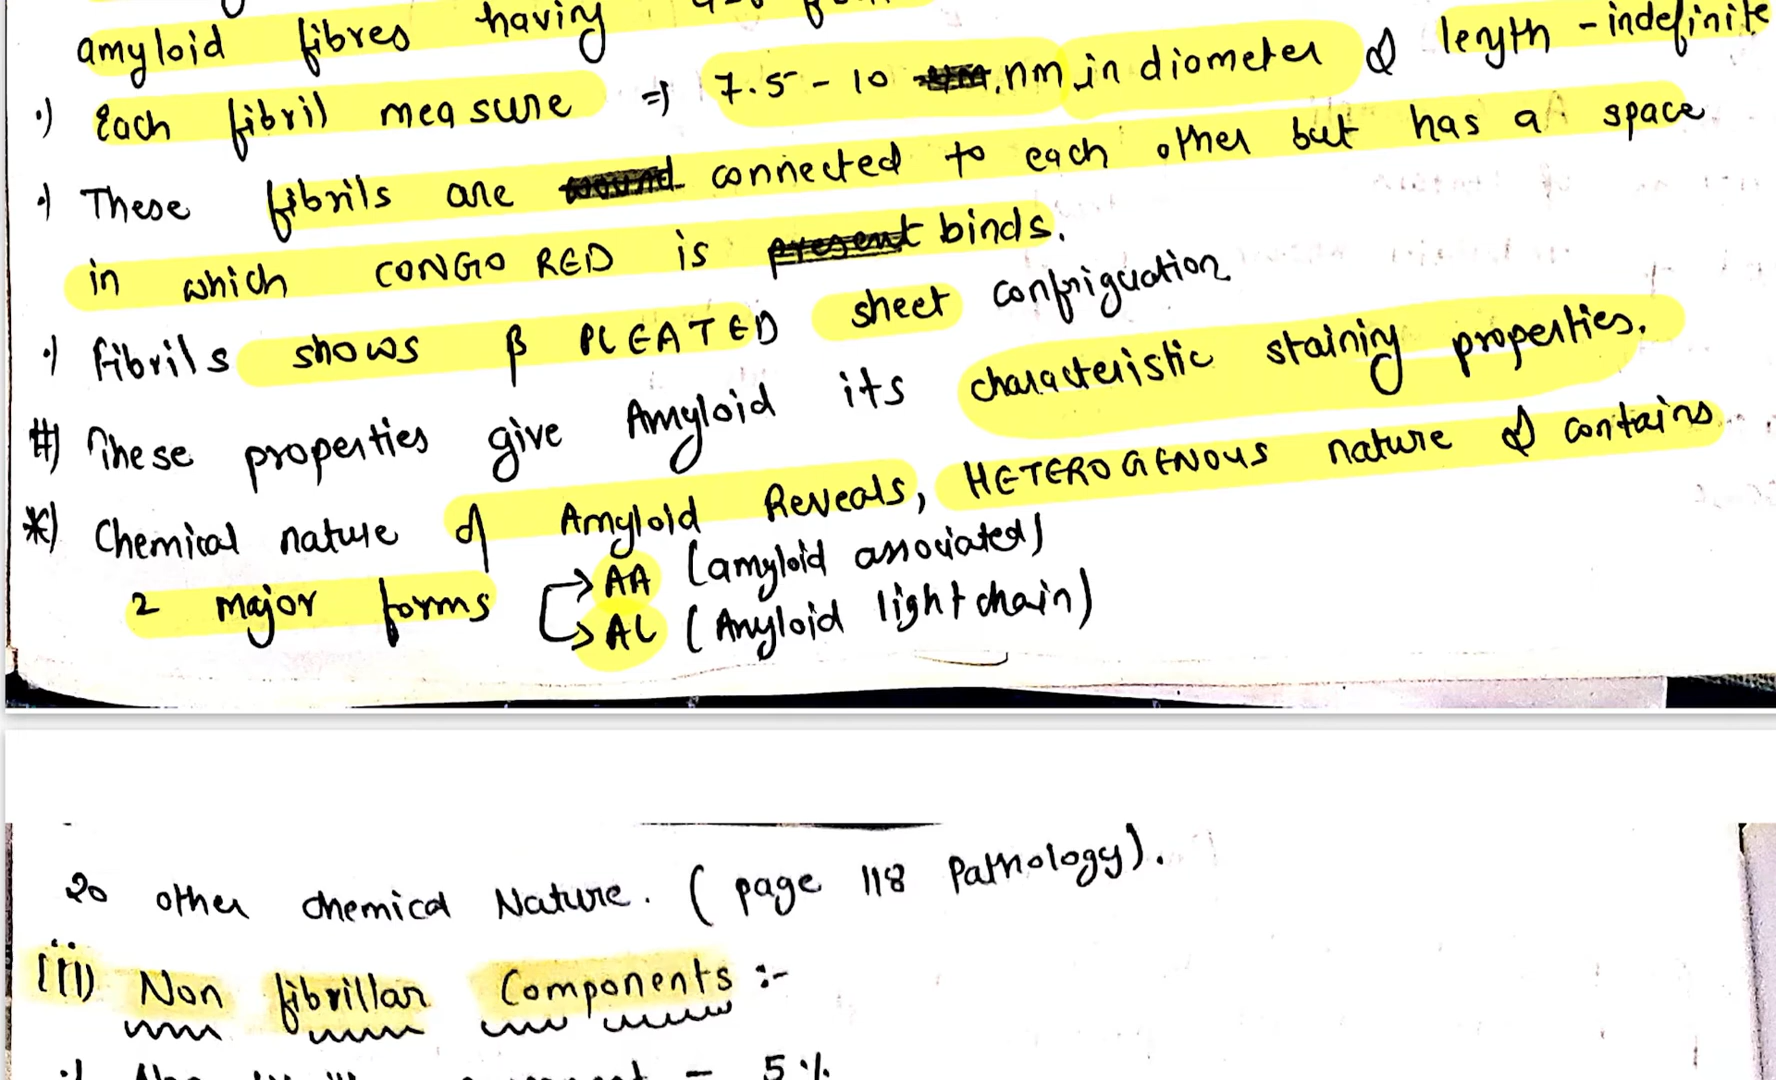 amyloid fibres having
•) Each fibril measure ⇒ 7.5 - 10 nm in diometer & length - indefinite
•) These fibrils are connected to each other but has a space
in which CONGO RED is binds.
•) fibrils shows β PLEATED sheet confriguation
#) These properties give Amyloid its characteristic staining properties.
*) Chemical nature of Amyloid Reveals, HETEROGENOUS nature & contains
2 major forms → AA (amyloid associated)
→ AL (Amyloid light chain)
20 other chemical Nature. (page 118 Pathology).
(ii) Non fibrillar Components :-
- 5 %